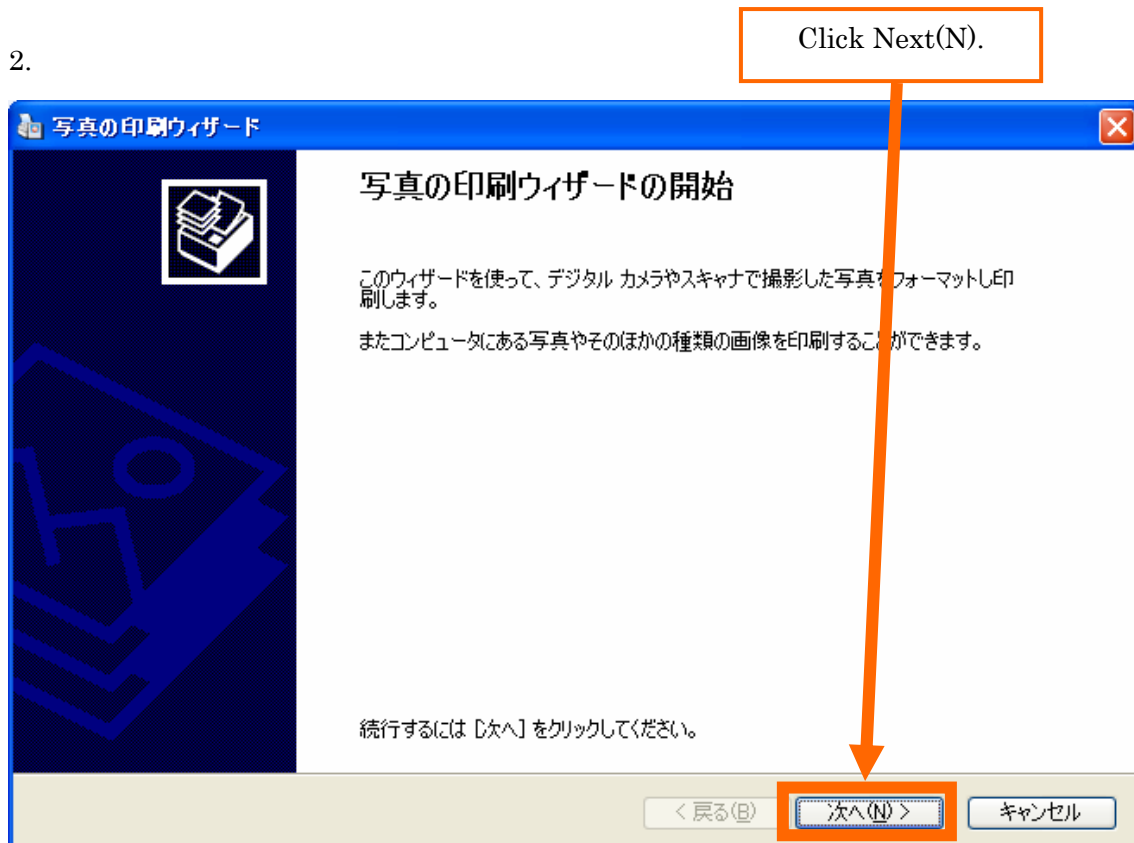 Click Next(N).
2.
写真の印刷ウィザード
写真の印刷ウィザードの開始
このウィザードを使って、デジタル カメラやスキャナで撮影した写真をフォーマットし印
刷します。
またコンピュータにある写真やそのほかの種類の画像を印刷することができます。
続行するには [次へ] をクリックしてください。
< 戻る(B) 次へ(N) > キャンセル